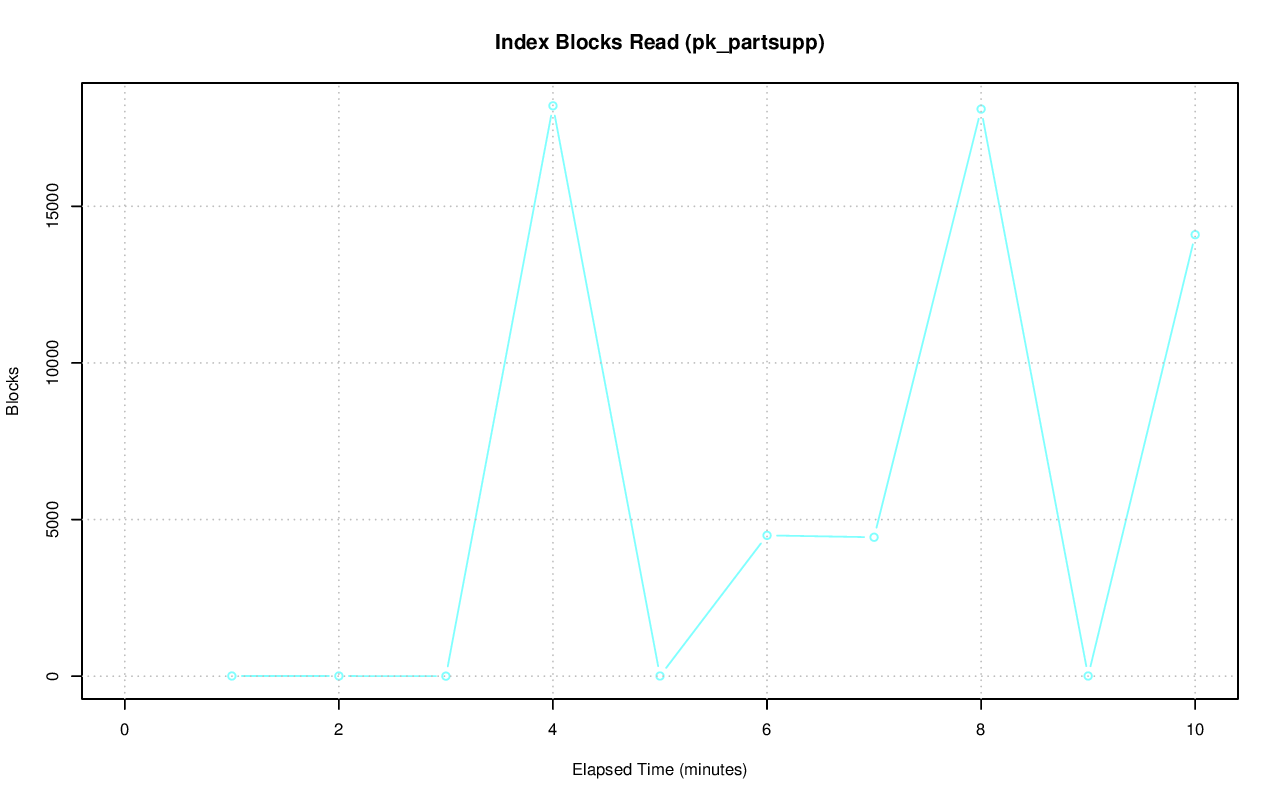 Index Blocks Read (pk_partsupp)
15000
10000
5000
0
Blocks
0 2 4 6 8 10
Elapsed Time (minutes)